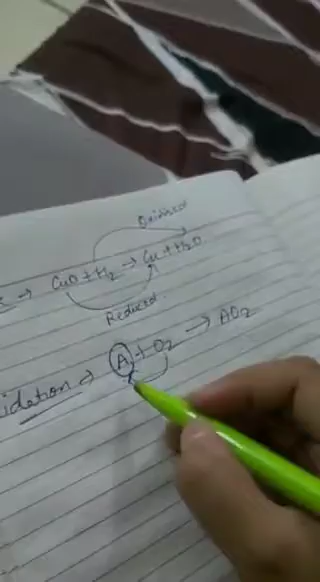 Oxidised
⇒ CuO + H2 → Cu + H2O
Reduced
idation ⇒ A + O2 → AO2